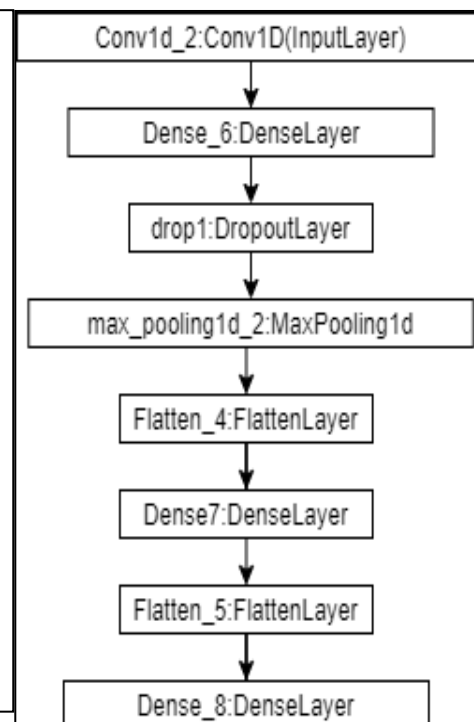 Conv1d_2:Conv1D(InputLayer)
Dense_6:DenseLayer
drop1:DropoutLayer
max_pooling1d_2:MaxPooling1d
Flatten_4:FlattenLayer
Dense7:DenseLayer
Flatten_5:FlattenLayer
Dense_8:DenseLayer